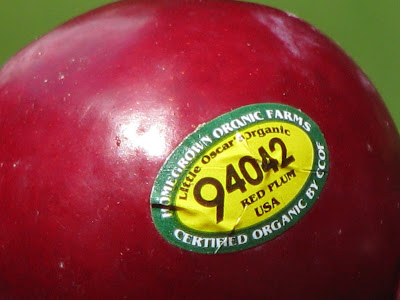 HOMEGROWN ORGANIC FARMS
Little Oscar's Organic
94042
RED PLUM
USA
CERTIFIED ORGANIC BY CCOF